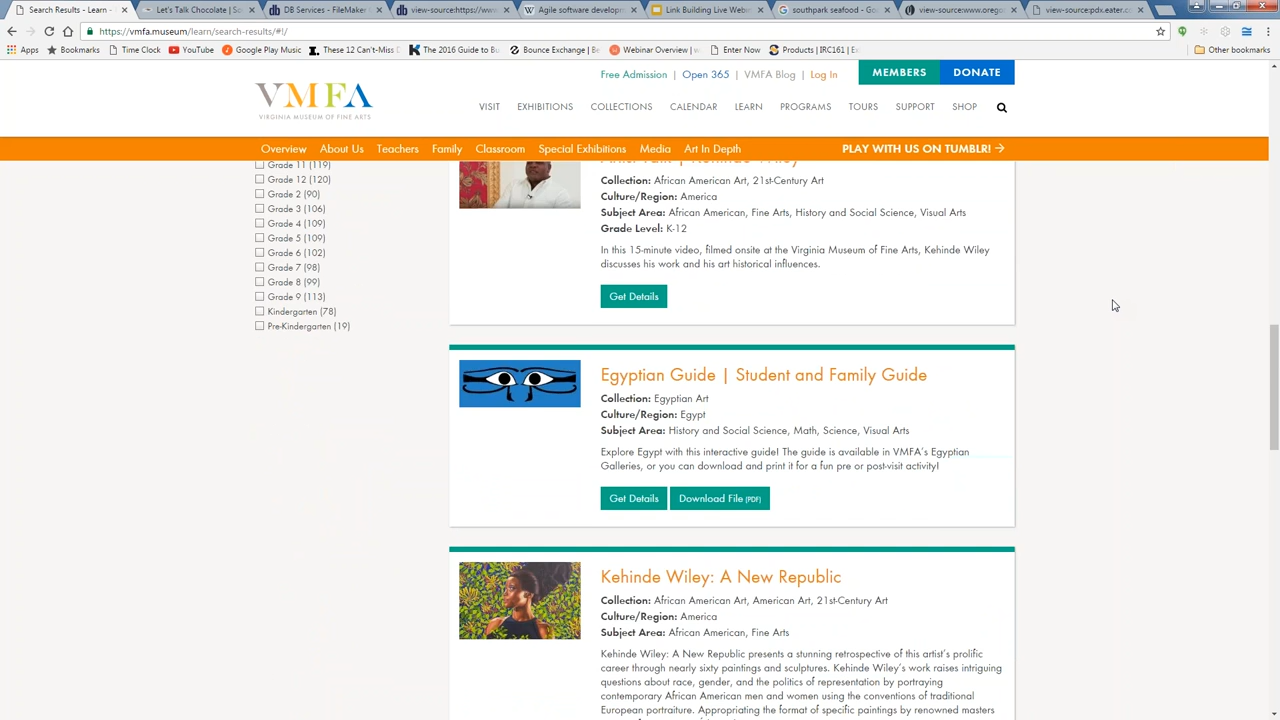 Search Results - Learn -
Let's Talk Chocolate | So
DB Services - FileMaker
view-source:https://www
Agile software developm
Link Building Live Webin
southpark seafood - Goo
view-source:www.orego
view-source:pdx.eater.c
https://vmfa.museum/learn/search-results/#!/
Apps Bookmarks Time Clock YouTube Google Play Music These 12 Can't-Miss The 2016 Guide to Bu Bounce Exchange | Be Webinar Overview | w Enter Now Products | IRC161 | E Other bookmarks
Free Admission | Open 365 | VMFA Blog | Log In MEMBERS DONATE
VMFA
VIRGINIA MUSEUM OF FINE ARTS
VISIT EXHIBITIONS COLLECTIONS CALENDAR LEARN PROGRAMS TOURS SUPPORT SHOP
Overview About Us Teachers Family Classroom Special Exhibitions Media Art In Depth PLAY WITH US ON TUMBLR! →
Grade 11 (119)
Grade 12 (120)
Grade 2 (90)
Grade 3 (106)
Grade 4 (109)
Grade 5 (109)
Grade 6 (102)
Grade 7 (98)
Grade 8 (99)
Grade 9 (113)
Kindergarten (78)
Pre-Kindergarten (19)
Collection: African American Art, 21st-Century Art
Culture/Region: America
Subject Area: African American, Fine Arts, History and Social Science, Visual Arts
Grade Level: K-12
In this 15-minute video, filmed onsite at the Virginia Museum of Fine Arts, Kehinde Wiley
discusses his work and his art historical influences.
Get Details
Egyptian Guide | Student and Family Guide
Collection: Egyptian Art
Culture/Region: Egypt
Subject Area: History and Social Science, Math, Science, Visual Arts
Explore Egypt with this interactive guide! The guide is available in VMFA's Egyptian
Galleries, or you can download and print it for a fun pre or post-visit activity!
Get Details Download File (PDF)
Kehinde Wiley: A New Republic
Collection: African American Art, American Art, 21st-Century Art
Culture/Region: America
Subject Area: African American, Fine Arts
Kehinde Wiley: A New Republic presents a stunning retrospective of this artist's prolific
career through nearly sixty paintings and sculptures. Kehinde Wiley's work raises intriguing
questions about race, gender, and the politics of representation by portraying
contemporary African American men and women using the conventions of traditional
European portraiture. Appropriating the format of specific paintings by renowned masters